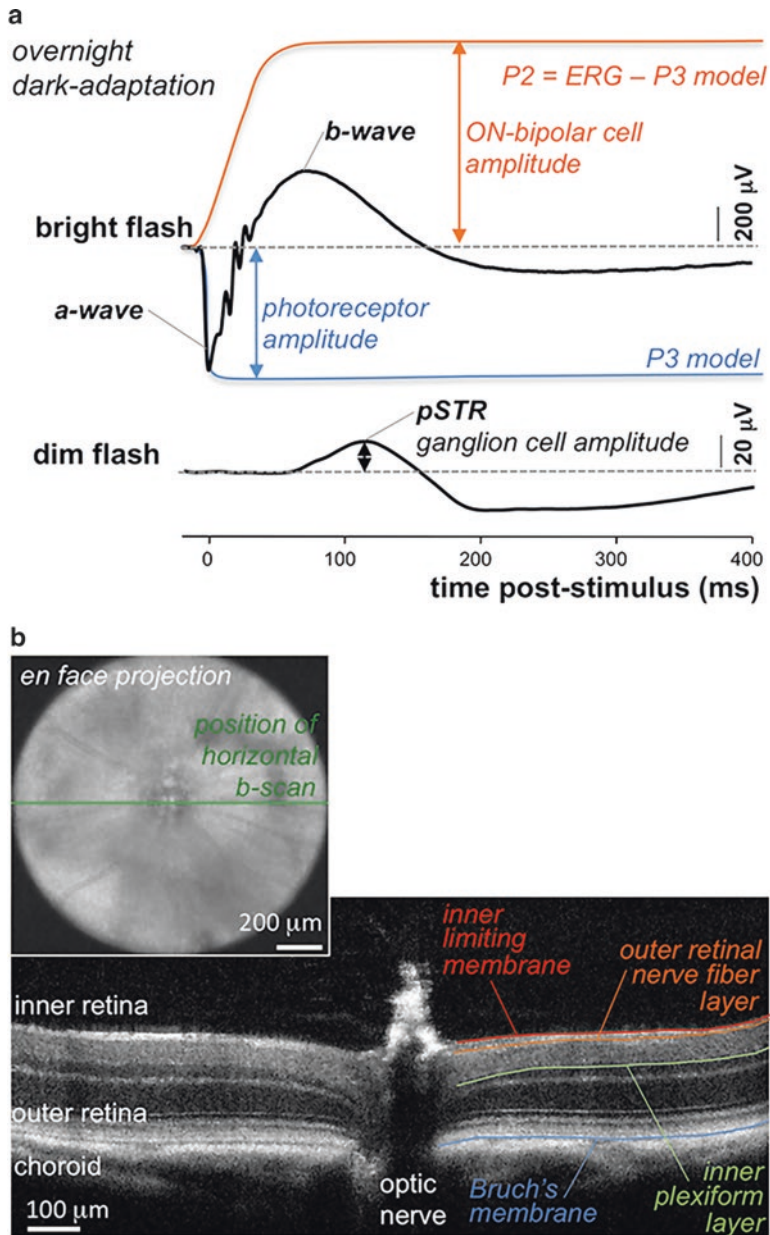 a
overnight
dark-adaptation
P2 = ERG – P3 model
b-wave
ON-bipolar cell
amplitude
200 µV
bright flash
a-wave
photoreceptor
amplitude
P3 model
pSTR
ganglion cell amplitude
20 µV
dim flash
0 100 200 300 400
time post-stimulus (ms)
b
en face projection
position of
horizontal
b-scan
200 µm
inner
limiting
membrane
outer retinal
nerve fiber
layer
inner retina
outer retina
choroid
optic
nerve
Bruch's
membrane
inner
plexiform
layer
100 µm